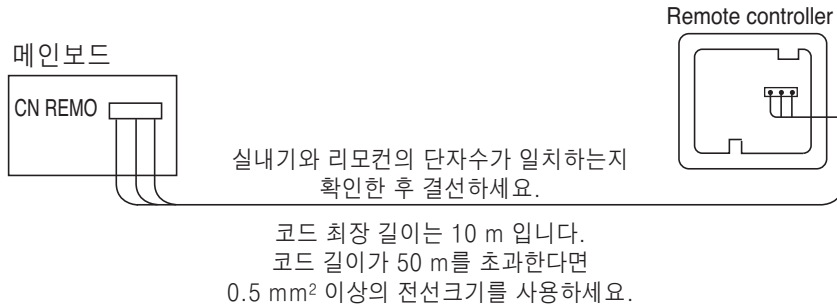 Remote controller
메인보드
CN REMO
실내기와 리모컨의 단자수가 일치하는지
확인한 후 결선하세요.
코드 최장 길이는 10 m 입니다.
코드 길이가 50 m를 초과한다면
0.5 mm² 이상의 전선크기를 사용하세요.